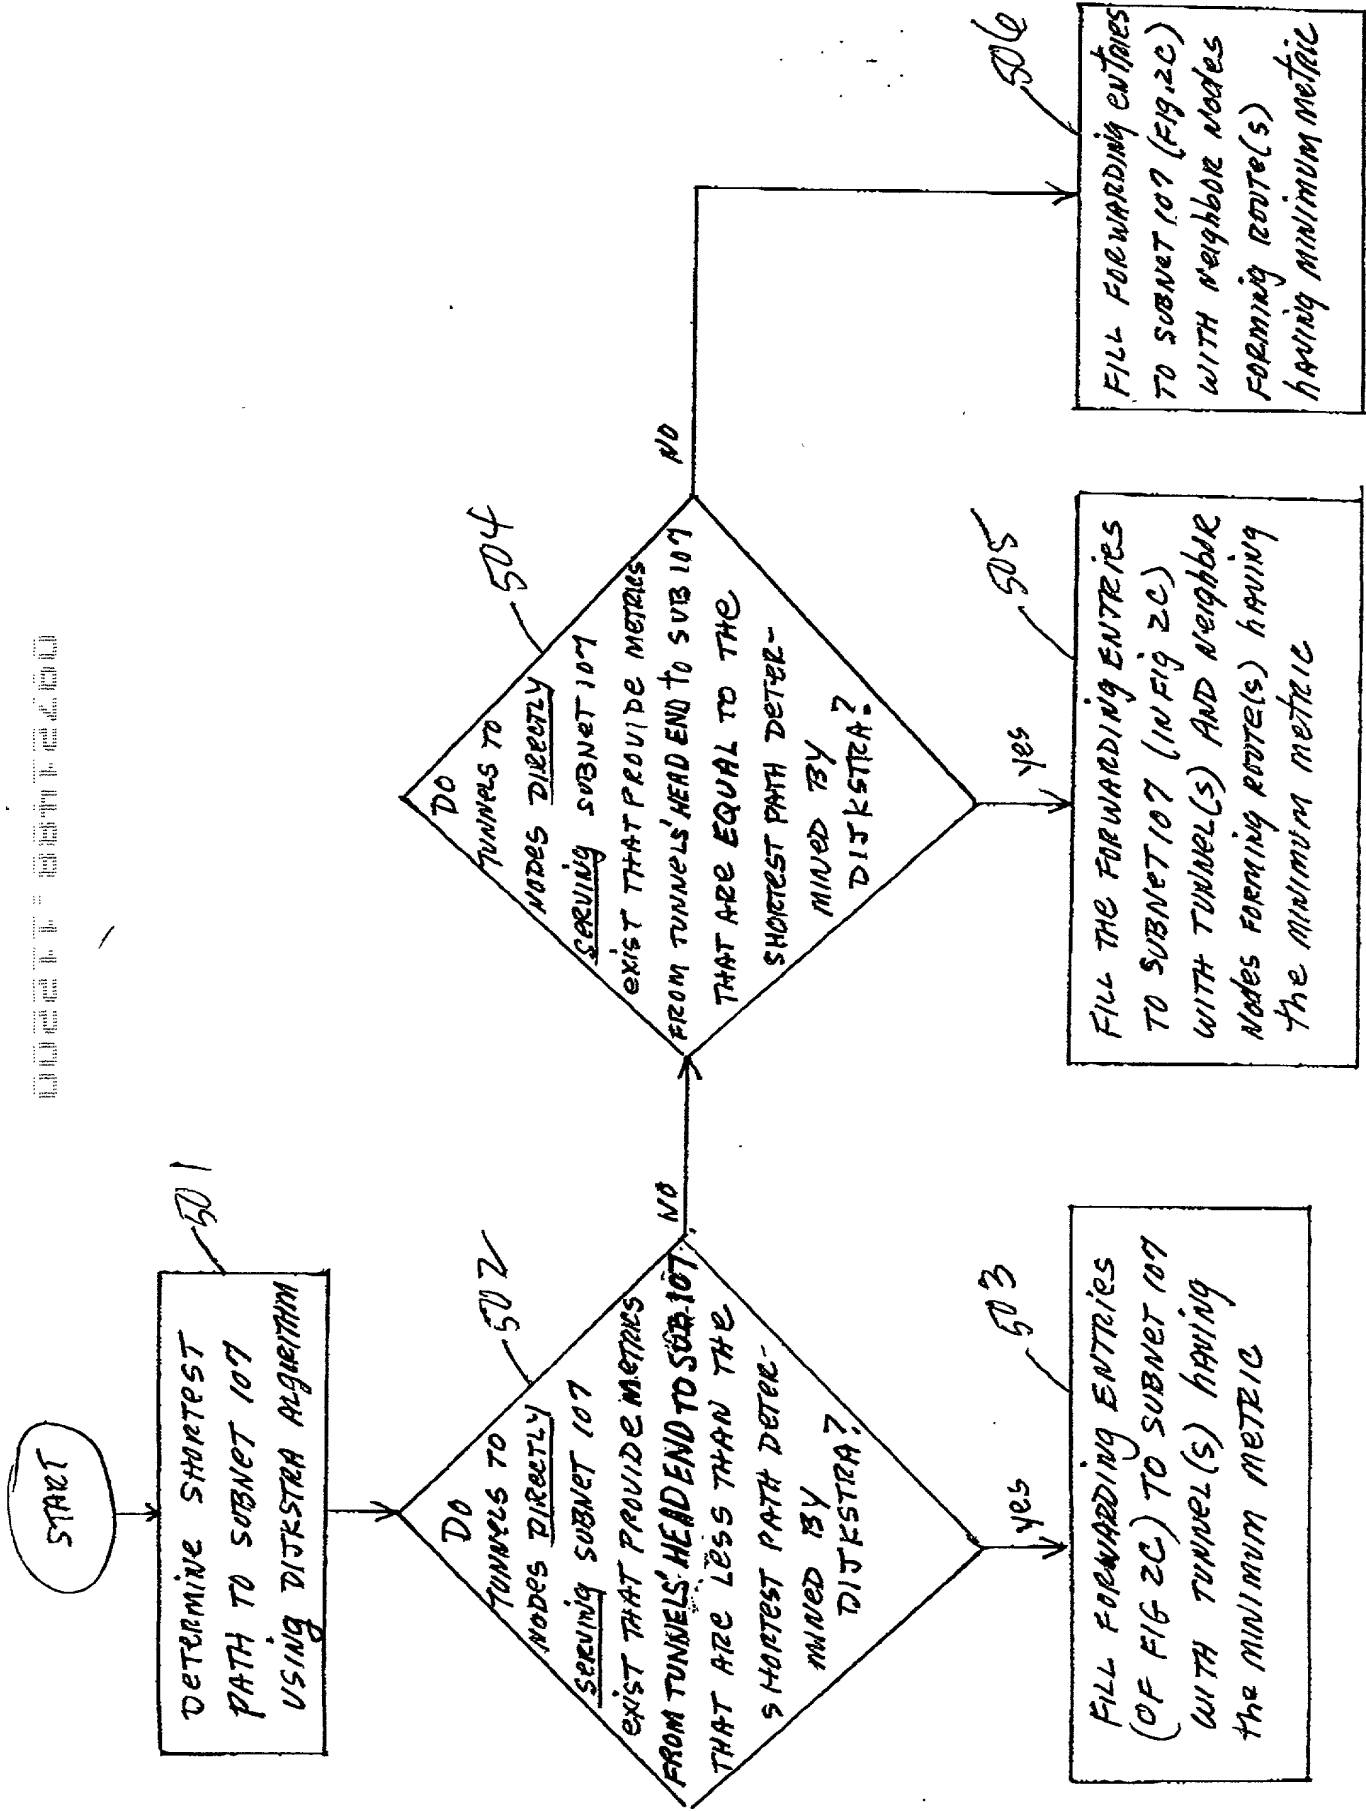 START
DETERMINE SHORTEST
PATH TO SUBNET 107
USING DIJKSTRA ALGORITHM
501
DO
TUNNELS TO
NODES DIRECTLY
SERVING SUBNET 107
EXIST THAT PROVIDE METRICS
FROM TUNNELS' HEAD END TO SUB 107
THAT ARE LESS THAN THE
SHORTEST PATH DETER-
MINED BY
DIJKSTRA?
502
NO
yes
FILL FORWARDING ENTRIES
(OF FIG 2C) TO SUBNET 107
WITH TUNNEL(S) HAVING
the MINIMUM METRIC
503
DO
TUNNELS TO
NODES DIRECTLY
SERVING SUBNET 107
EXIST THAT PROVIDE METRICS
FROM TUNNELS' HEAD END TO SUB 107
THAT ARE EQUAL TO THE
SHORTEST PATH DETER-
MINED BY
DIJKSTRA?
504
NO
yes
FILL THE FORWARDING ENTRIES
TO SUBNET 107 (IN FIG 2C)
WITH TUNNEL(S) AND NEIGHBOR
NODES FORMING ROUTE(S) HAVING
the MINIMUM METRIC
505
FILL FORWARDING ENTRIES
TO SUBNET 107 (FIG. 2C)
WITH NEIGHBOR NODES
FORMING ROUTE(S)
HAVING MINIMUM METRIC
506